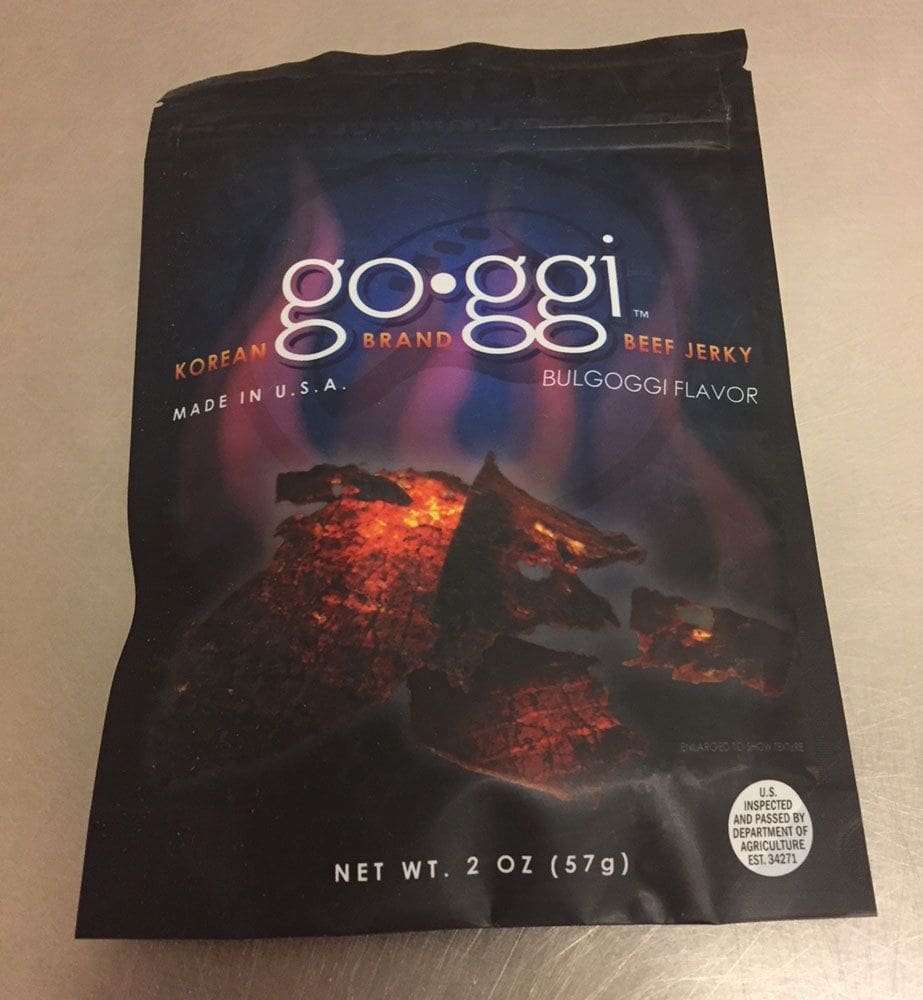 go•ggi™
KOREAN BRAND BEEF JERKY
MADE IN U.S.A.
BULGOGGI FLAVOR
ENLARGED TO SHOW TEXTURE
U.S.
INSPECTED
AND PASSED BY
DEPARTMENT OF
AGRICULTURE
EST. 34271
NET WT. 2 OZ (57g)